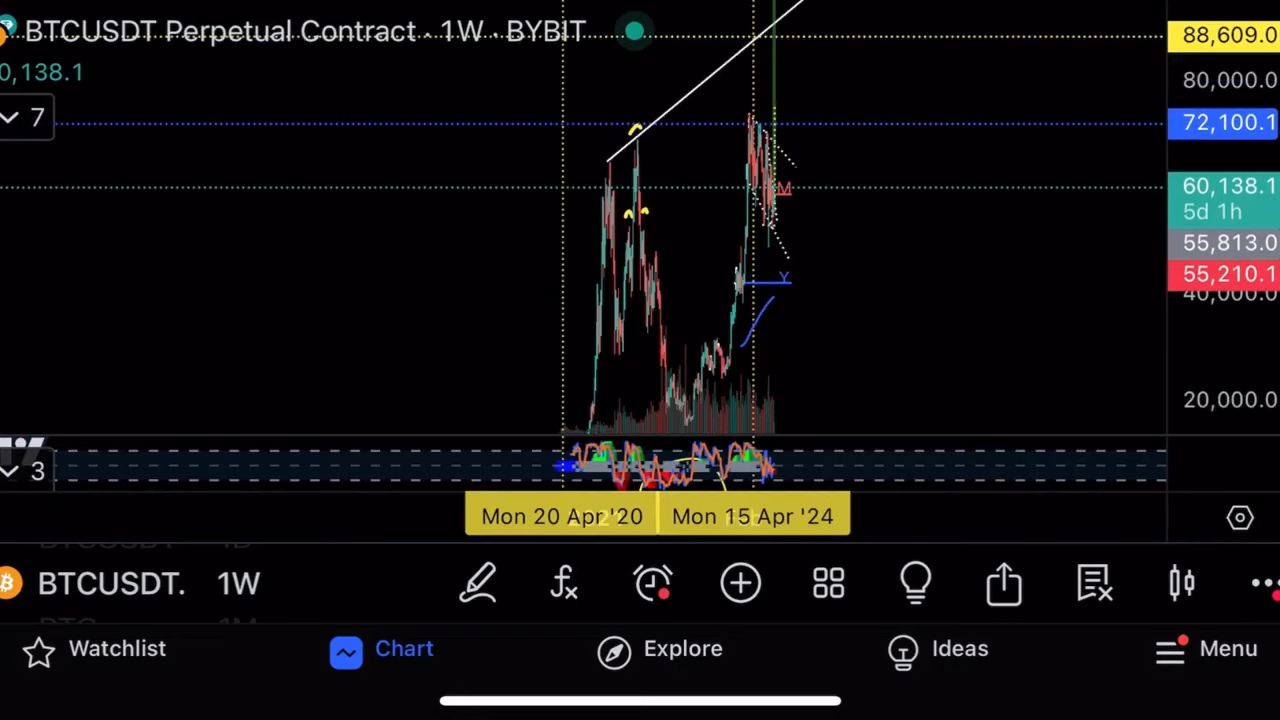 BTCUSDT Perpetual Contract · 1W · BYBIT
88,609.0
0,138.1
80,000.0
7
72,100.1
M
60,138.1
5d 1h
55,813.0
Y
55,210.1
40,000.0
20,000.0
3
Mon 20 Apr '20
Mon 15 Apr '24
BTCUSDT. 1W
Watchlist
Chart
Explore
Ideas
Menu